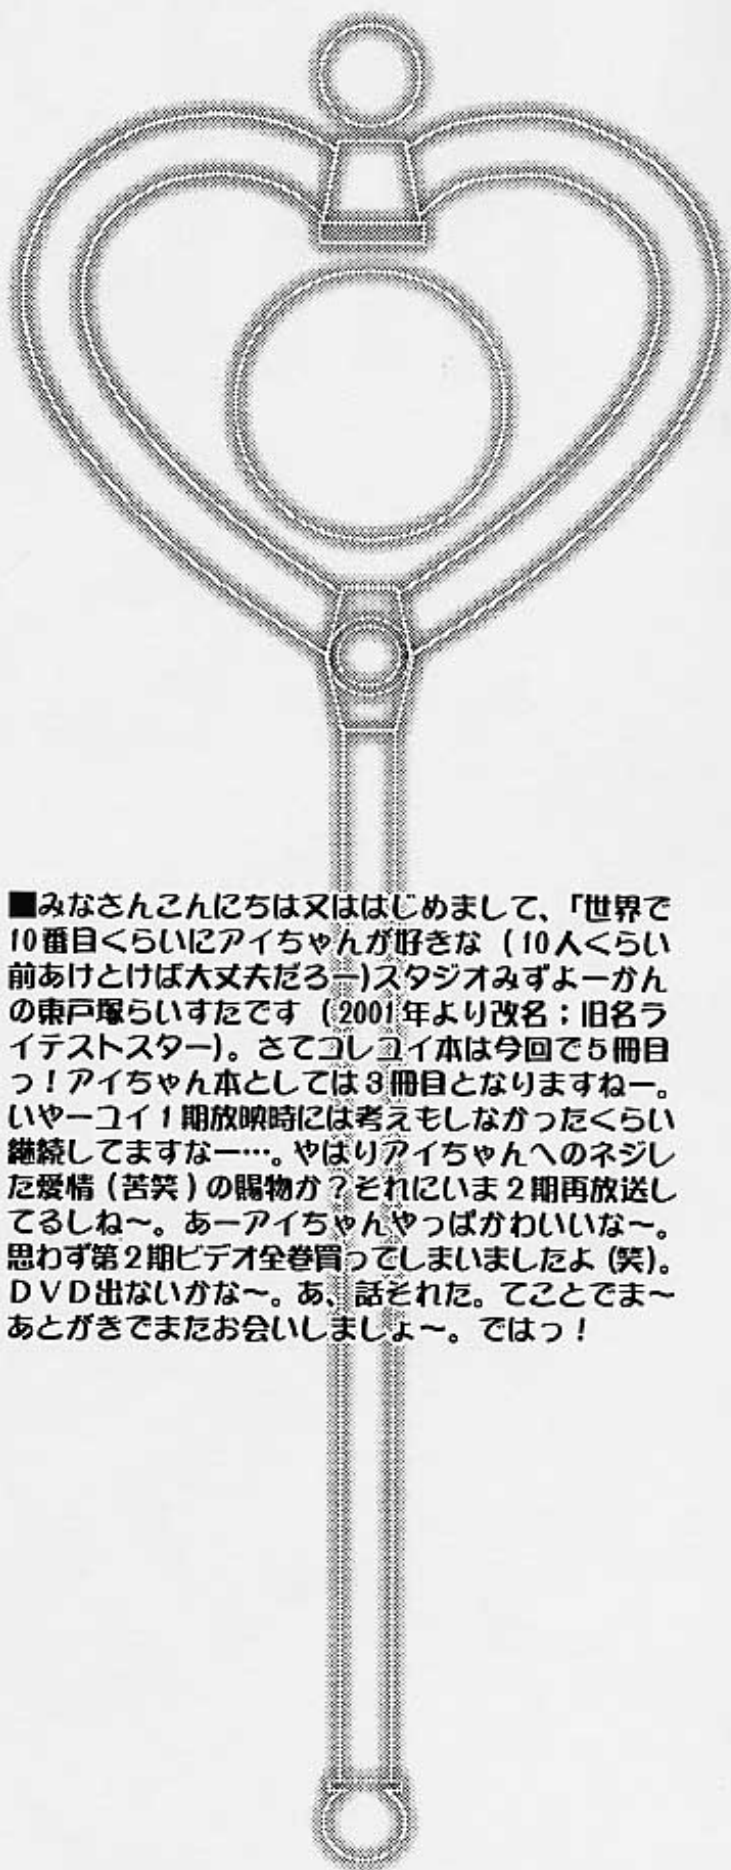 ■みなさんこんにちは又ははじめまして、「世界で
10番目くらいにアイちゃんが好きな（10人くらい
前あけとけば大丈夫だろー)スタジオみずよーかん
の東戸塚らいすたです（2001年より改名；旧名ラ
イテストスター)。さてコレユイ本は今回で5冊目
っ！アイちゃん本としては3冊目となりますねー。
いやーユイ1期放映時には考えもしなかったくらい
継続してますなー…。やはりアイちゃんへのネジレ
た愛情（苦笑）の賜物か？それにいま2期再放送し
てるしね〜。あーアイちゃんやっぱかわいいな〜。
思わず第2期ビデオ全巻買ってしまいましたよ（笑)。
ＤＶＤ出ないかな〜。あ、話それた。てことでま〜
あとがきでまたお会いしましょ〜。ではっ！